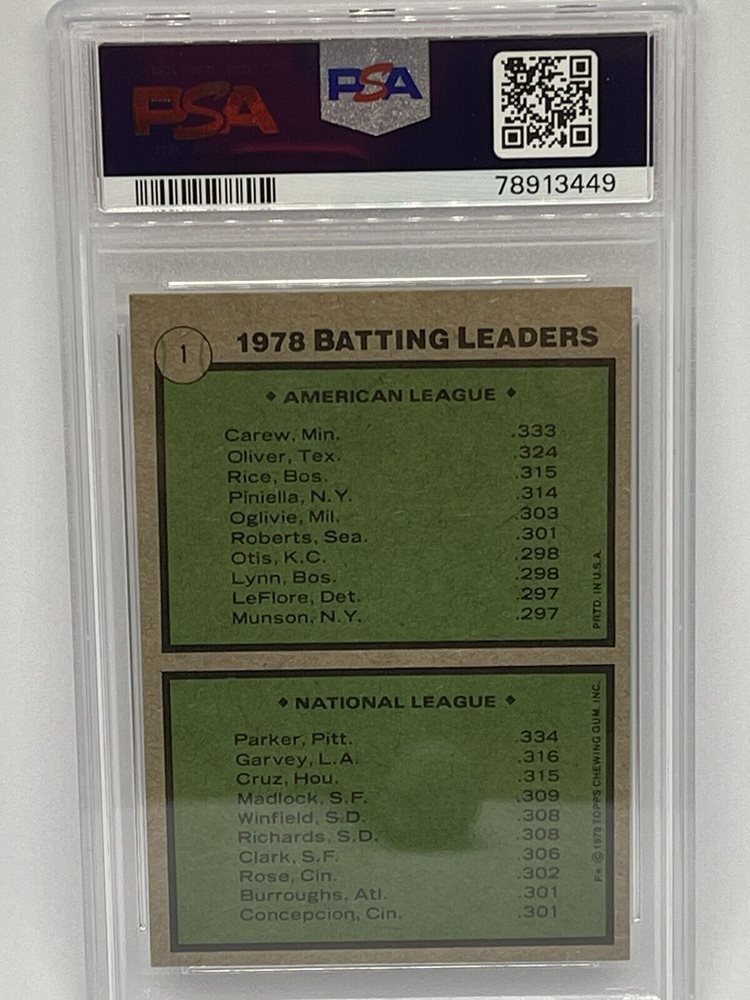 PSA
PSA
78913449
1
1978 BATTING LEADERS
◆ AMERICAN LEAGUE ◆
Carew, Min. .333
Oliver, Tex. .324
Rice, Bos. .315
Piniella, N.Y. .314
Oglivie, Mil. .303
Roberts, Sea. .301
Otis, K.C. .298
Lynn, Bos. .298
LeFlore, Det. .297
Munson, N.Y. .297
PRTD. IN U.S.A.
◆ NATIONAL LEAGUE ◆
Parker, Pitt. .334
Garvey, L.A. .316
Cruz, Hou. .315
Madlock, S.F. .309
Winfield, S.D. .308
Richards, S.D. .308
Clark, S.F. .306
Rose, Cin. .302
Burroughs, Atl. .301
Concepcion, Cin. .301
© 1979 TOPPS CHEWING GUM, INC.